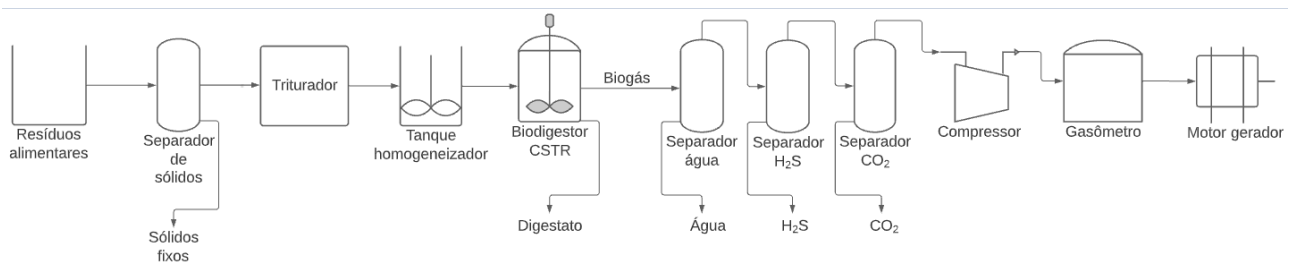 Resíduos
alimentares
Separador
de
sólidos
Sólidos
fixos
Triturador
Tanque
homogeneizador
Biodigestor
CSTR
Digestato
Biogás
Separador
água
Água
Separador
H₂S
H₂S
Separador
CO₂
CO₂
Compressor
Gasômetro
Motor gerador